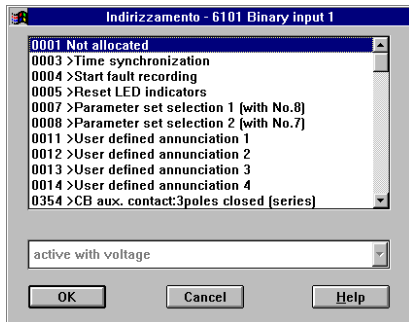 Indirizzamento - 6101 Binary input 1
0001 Not allocated
0003 >Time synchronization
0004 >Start fault recording
0005 >Reset LED indicators
0007 >Parameter set selection 1 (with No.8)
0008 >Parameter set selection 2 (with No.7)
0011 >User defined annunciation 1
0012 >User defined annunciation 2
0013 >User defined annunciation 3
0014 >User defined annunciation 4
0354 >CB aux. contact:3poles closed (series)
active with voltage
OK Cancel Help